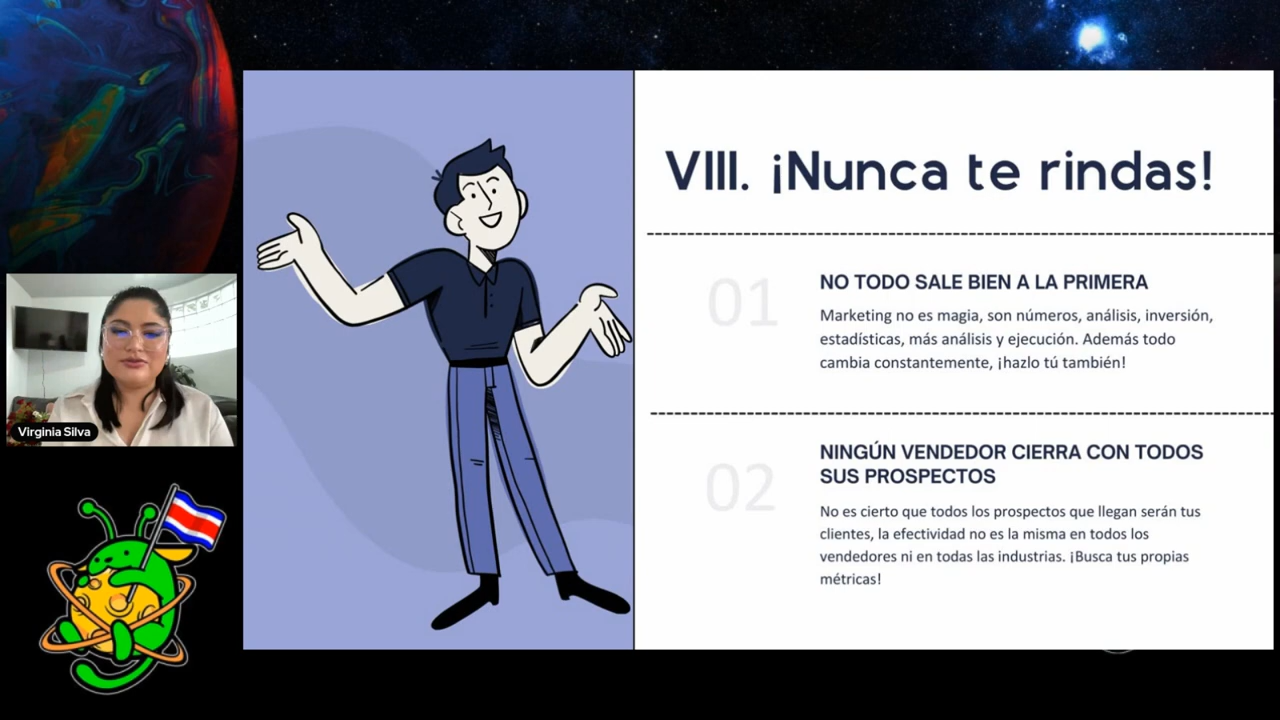 VIII. ¡Nunca te rindas!
01
NO TODO SALE BIEN A LA PRIMERA
Marketing no es magia, son números, análisis, inversión,
estadísticas, más análisis y ejecución. Además todo
cambia constantemente, ¡hazlo tú también!
02
NINGÚN VENDEDOR CIERRA CON TODOS
SUS PROSPECTOS
No es cierto que todos los prospectos que llegan serán tus
clientes, la efectividad no es la misma en todos los
vendedores ni en todas las industrias. ¡Busca tus propias
métricas!
Virginia Silva